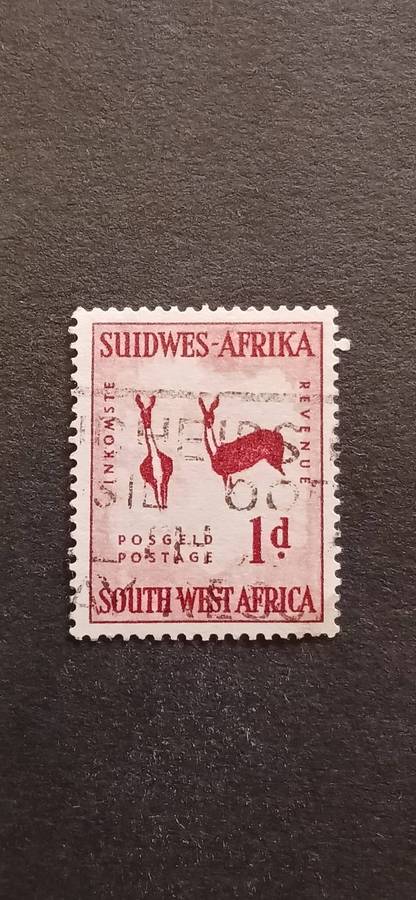 SUIDWES-AFRIKA
INKOMSTE
REVENUE
POSGELD
POSTAGE
1d.
SOUTH WEST AFRICA